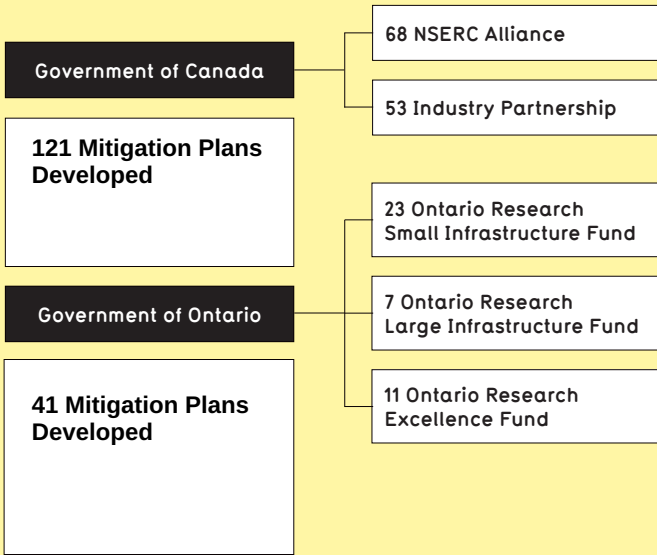 Government of Canada
68 NSERC Alliance
53 Industry Partnership
121 Mitigation Plans
Developed
Government of Ontario
23 Ontario Research
Small Infrastructure Fund
7 Ontario Research
Large Infrastructure Fund
11 Ontario Research
Excellence Fund
41 Mitigation Plans
Developed